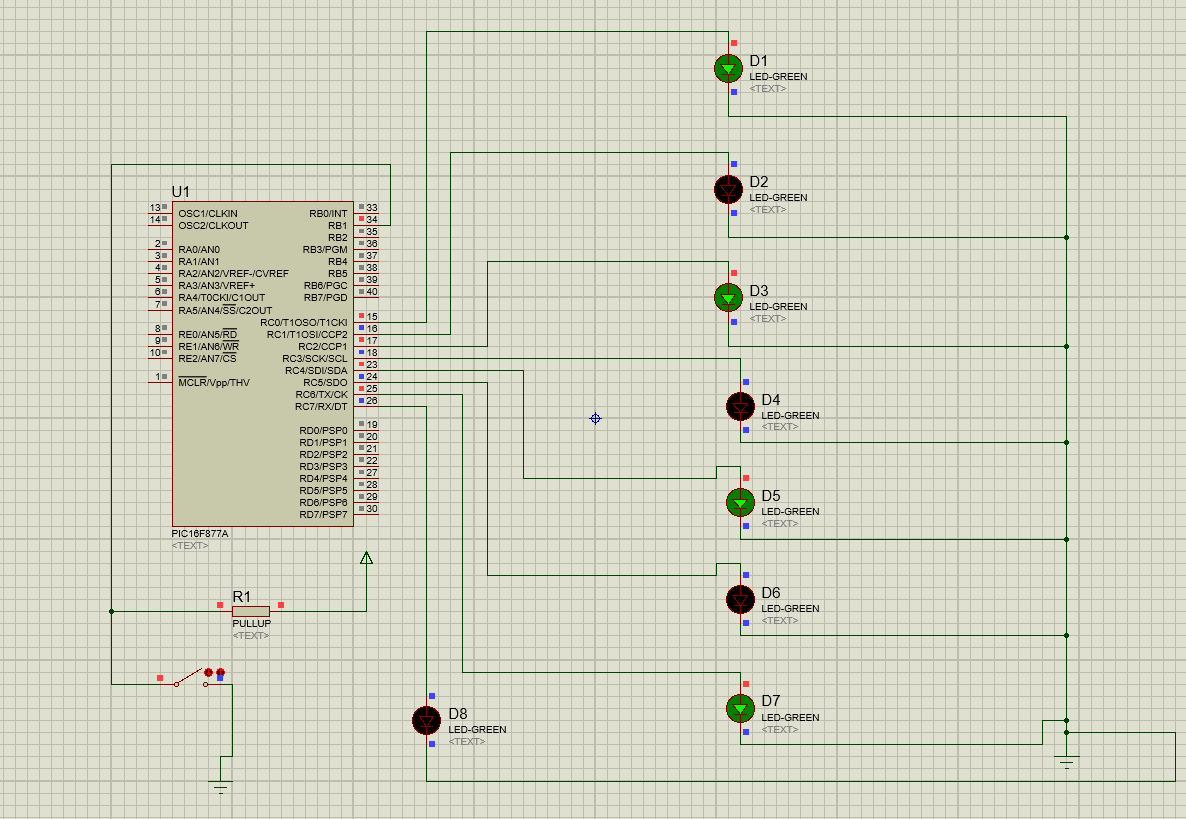 U1
13 OSC1/CLKIN RB0/INT 33
14 OSC2/CLKOUT RB1 34
RB2 35
2 RA0/AN0 RB3/PGM 36
3 RA1/AN1 RB4 37
4 RA2/AN2/VREF-/CVREF RB5 38
5 RA3/AN3/VREF+ RB6/PGC 39
6 RA4/T0CKI/C1OUT RB7/PGD 40
7 RA5/AN4/SS/C2OUT
RC0/T1OSO/T1CKI 15
8 RE0/AN5/RD RC1/T1OSI/CCP2 16
9 RE1/AN6/WR RC2/CCP1 17
10 RE2/AN7/CS RC3/SCK/SCL 18
RC4/SDI/SDA 23
1 MCLR/Vpp/THV RC5/SDO 24
RC6/TX/CK 25
RC7/RX/DT 26
RD0/PSP0 19
RD1/PSP1 20
RD2/PSP2 21
RD3/PSP3 22
RD4/PSP4 27
RD5/PSP5 28
RD6/PSP6 29
RD7/PSP7 30
PIC16F877A
<TEXT>
R1
PULLUP
<TEXT>
D1
LED-GREEN
<TEXT>
D2
LED-GREEN
<TEXT>
D3
LED-GREEN
<TEXT>
D4
LED-GREEN
<TEXT>
D5
LED-GREEN
<TEXT>
D6
LED-GREEN
<TEXT>
D7
LED-GREEN
<TEXT>
D8
LED-GREEN
<TEXT>